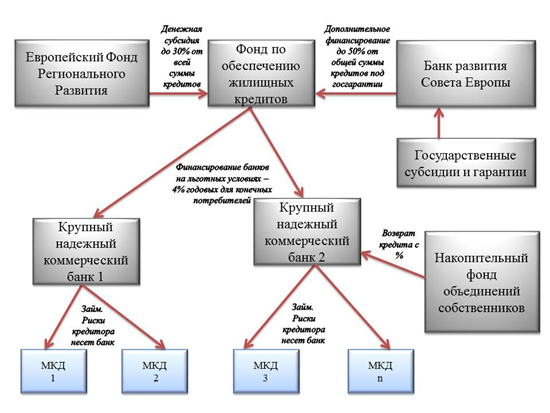 Денежная
субсидия
до 30% от
всей
суммы
кредитов
Дополнительное
финансирование
до 50% от
общей суммы
кредитов под
госгарантии
Европейский Фонд
Регионального
Развития
Фонд по
обеспечению
жилищных
кредитов
Банк развития
Совета Европы
Государственные
субсидии и гарантии
Финансирование банков
на льготных условиях –
4% годовых для конечных
потребителей
Крупный
надежный
коммерческий
банк 1
Крупный
надежный
коммерческий
банк 2
Возврат
кредита с
%
Накопительный
фонд
объединений
собственников
Займ.
Риски
кредитора
несет банк
Займ.
Риски
кредитора
несет банк
МКД
1
МКД
2
МКД
3
МКД
n